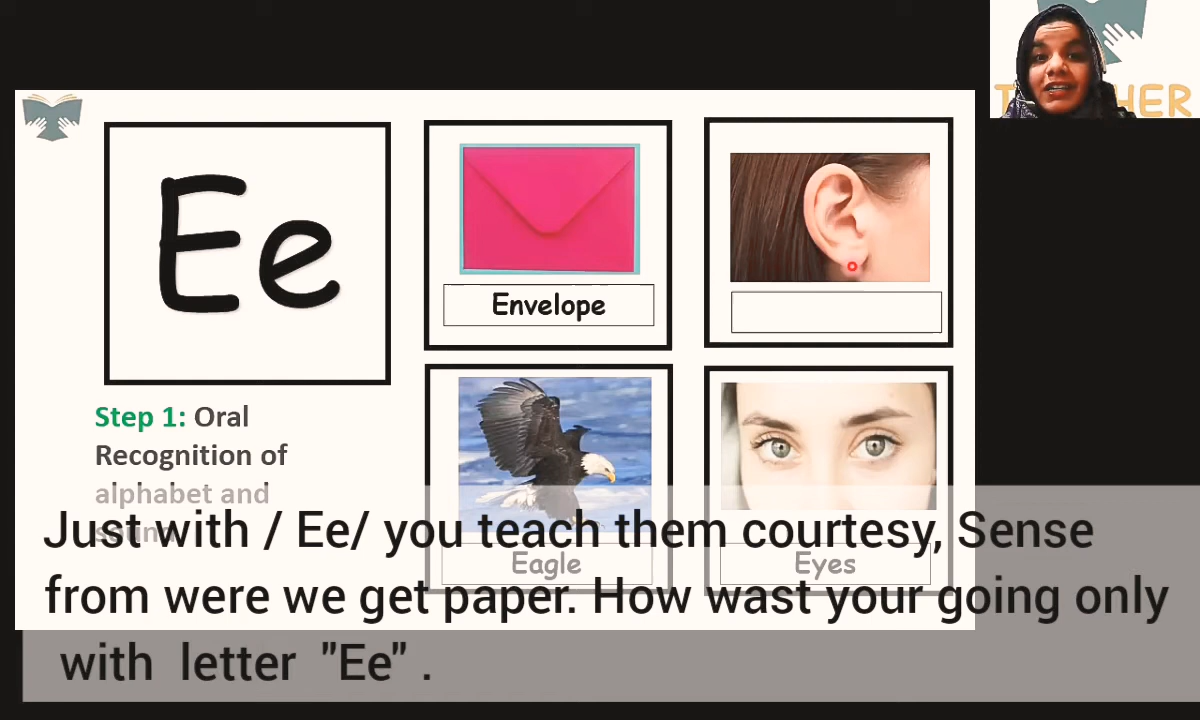 Ee
Envelope
Step 1: Oral
Recognition of
alphabet and
Eagle
Eyes
Just with / Ee/ you teach them courtesy, Sense
from were we get paper. How wast your going only
with letter "Ee" .